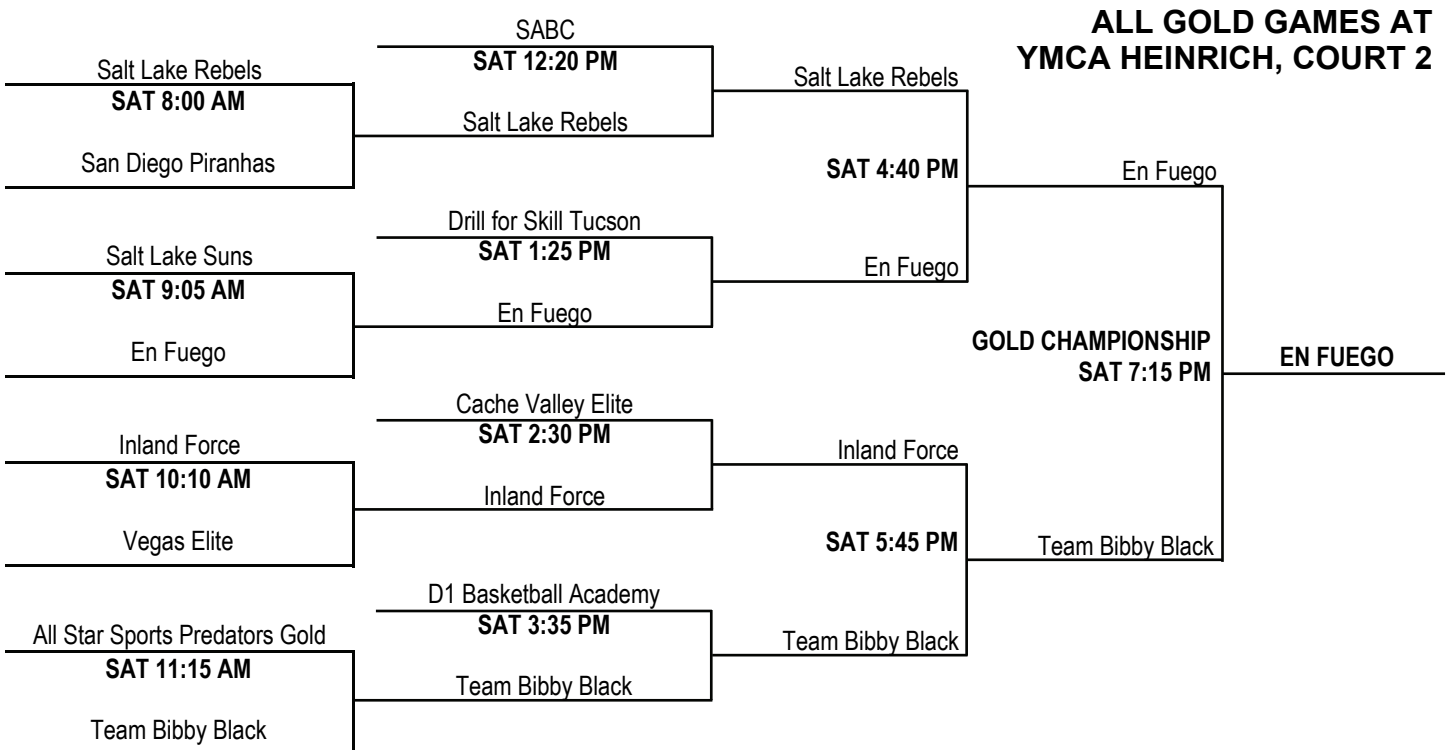 ALL GOLD GAMES AT
YMCA HEINRICH, COURT 2
Salt Lake Rebels
SAT 8:00 AM
San Diego Piranhas
Salt Lake Suns
SAT 9:05 AM
En Fuego
Inland Force
SAT 10:10 AM
Vegas Elite
All Star Sports Predators Gold
SAT 11:15 AM
Team Bibby Black
SABC
SAT 12:20 PM
Salt Lake Rebels
Drill for Skill Tucson
SAT 1:25 PM
En Fuego
Cache Valley Elite
SAT 2:30 PM
Inland Force
D1 Basketball Academy
SAT 3:35 PM
Team Bibby Black
Salt Lake Rebels
SAT 4:40 PM
En Fuego
Inland Force
SAT 5:45 PM
Team Bibby Black
En Fuego
GOLD CHAMPIONSHIP
SAT 7:15 PM
Team Bibby Black
EN FUEGO